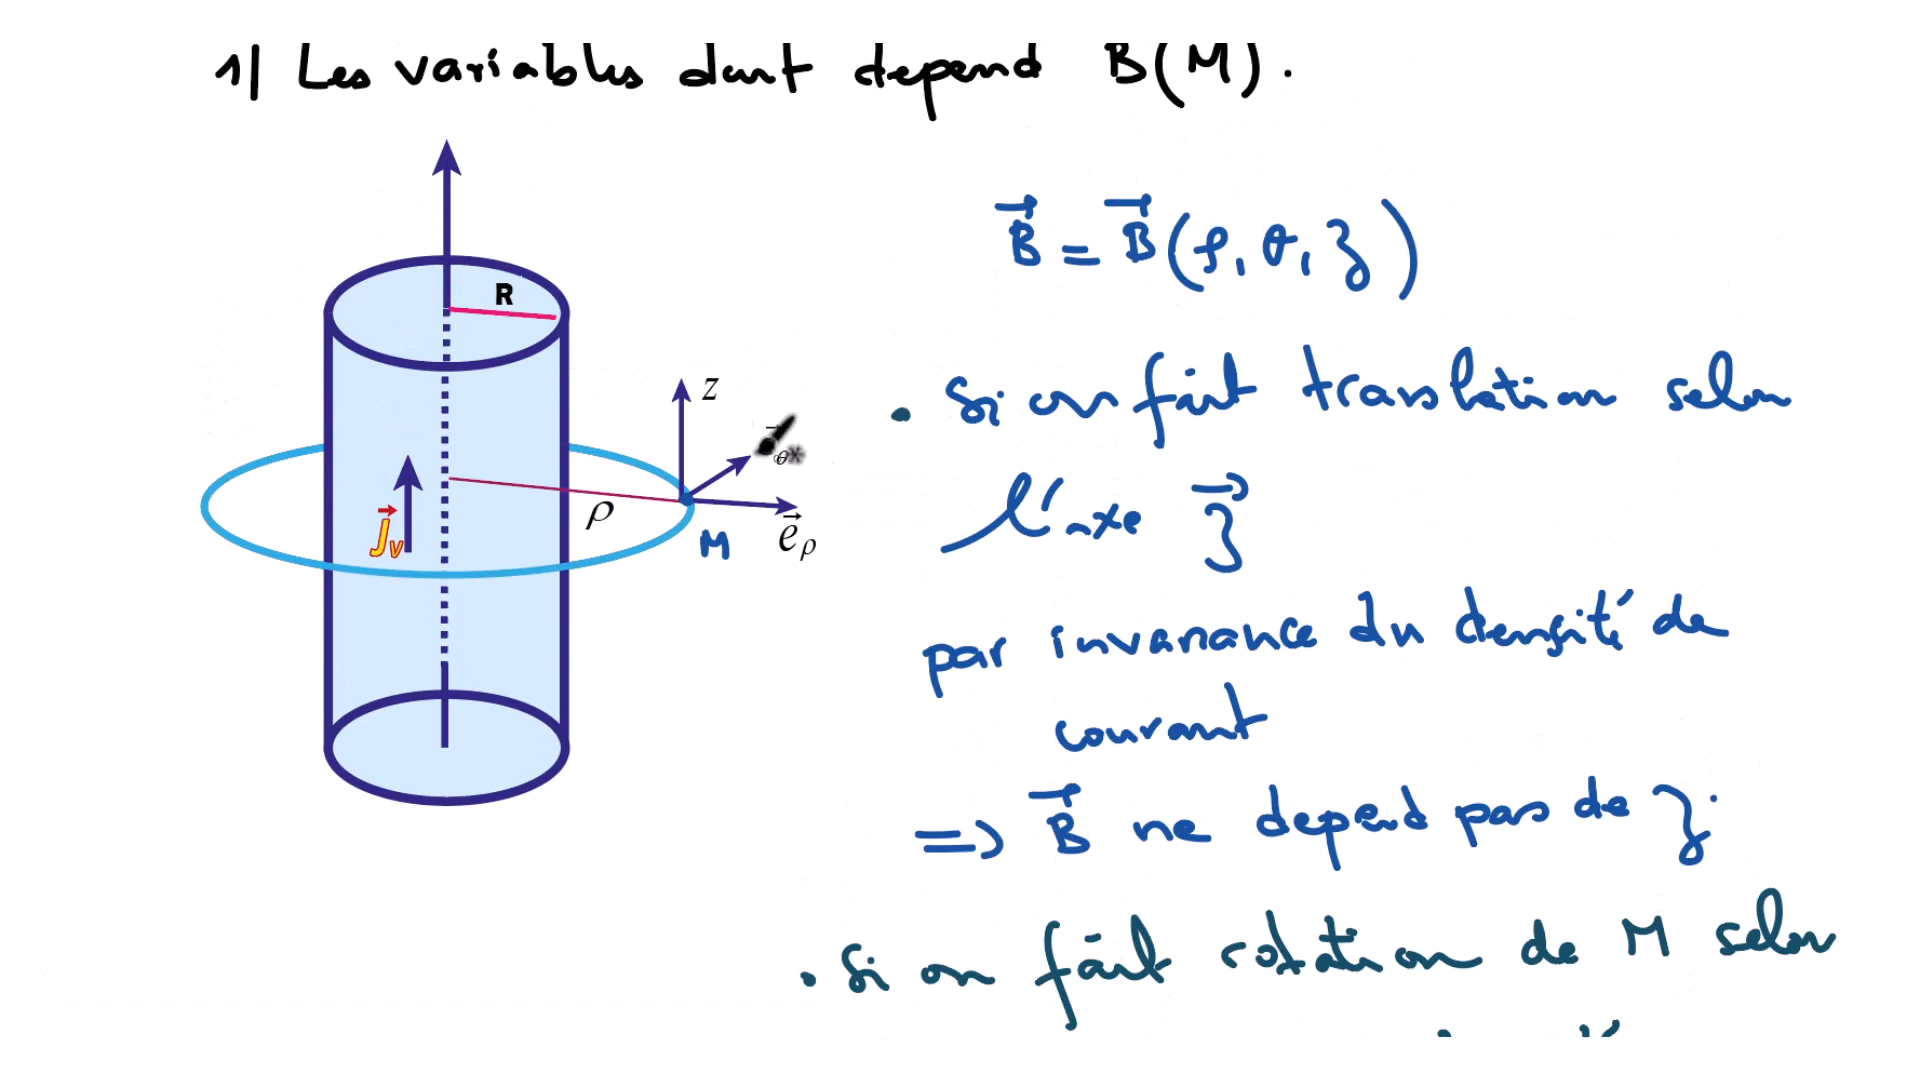 1| Les variables dont depend B(M).
R
z
θ
ρ
M
e⃗ρ
J⃗v
B⃗ = B⃗(ρ, θ, z)
• Si on fait translation selon
l'axe z⃗
par invariance du densité de
courant
=> B⃗ ne depend pas de z.
• Si on fait rotation de M selon